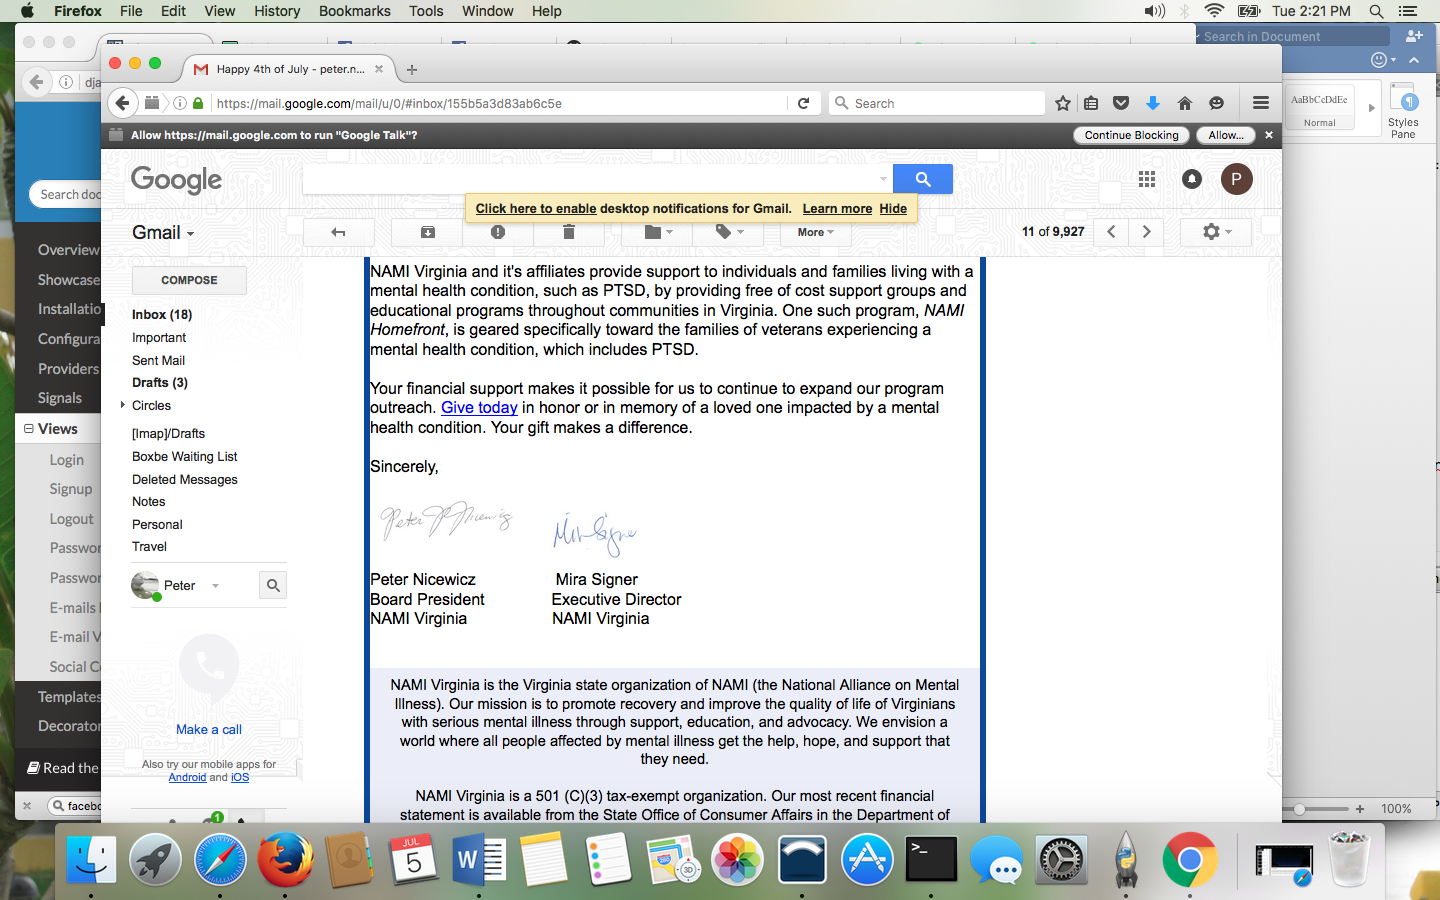 Firefox File Edit View History Bookmarks Tools Window Help
Tue 2:21 PM
Search in Document
Happy 4th of July - peter.n...
https://mail.google.com/mail/u/0/#inbox/155b5a3d83ab6c5e
Search
Allow https://mail.google.com to run "Google Talk"?
Continue Blocking
Allow...
AaBbCcDdEe
Normal
Styles
Pane
dja
Search doc
Google
P
Click here to enable desktop notifications for Gmail. Learn more Hide
Gmail
More
11 of 9,927
COMPOSE
Inbox (18)
Important
Sent Mail
Drafts (3)
Circles
[Imap]/Drafts
Boxbe Waiting List
Deleted Messages
Notes
Personal
Travel
Peter
Make a call
Also try our mobile apps for
Android and iOS
1
Overview
Showcase
Installatio
Configura
Providers
Signals
Views
Login
Signup
Logout
Passwor
Passwor
E-mails
E-mail V
Social C
Templates
Decorator
Read the
facebo
NAMI Virginia and it's affiliates provide support to individuals and families living with a
mental health condition, such as PTSD, by providing free of cost support groups and
educational programs throughout communities in Virginia. One such program, NAMI
Homefront, is geared specifically toward the families of veterans experiencing a
mental health condition, which includes PTSD.
Your financial support makes it possible for us to continue to expand our program
outreach. Give today in honor or in memory of a loved one impacted by a mental
health condition. Your gift makes a difference.
Sincerely,
Peter Nicewicz
Mira Signer
Peter Nicewicz Mira Signer
Board President Executive Director
NAMI Virginia NAMI Virginia
NAMI Virginia is the Virginia state organization of NAMI (the National Alliance on Mental
Illness). Our mission is to promote recovery and improve the quality of life of Virginians
with serious mental illness through support, education, and advocacy. We envision a
world where all people affected by mental illness get the help, hope, and support that
they need.
NAMI Virginia is a 501 (C)(3) tax-exempt organization. Our most recent financial
statement is available from the State Office of Consumer Affairs in the Department of
100%
JUL
5
W
3D